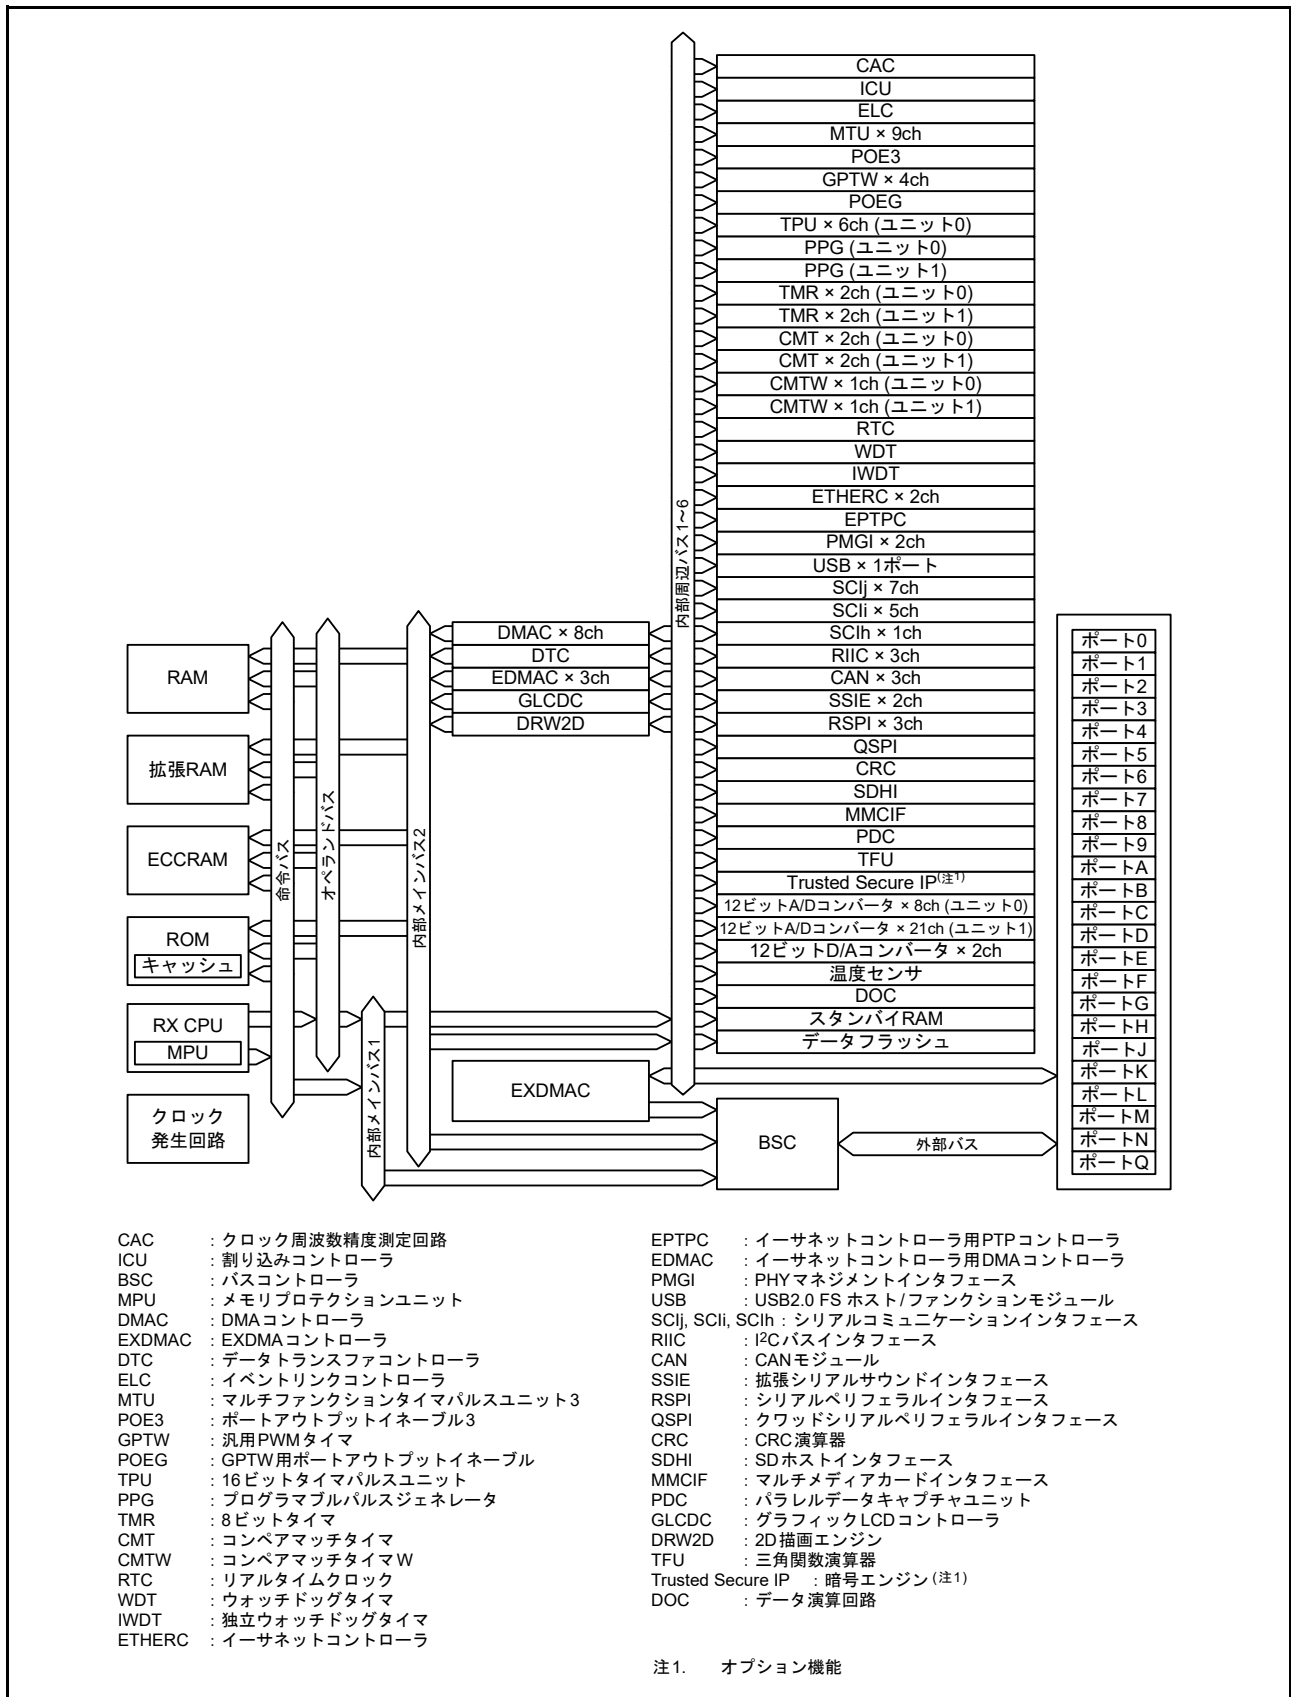 CAC
ICU
ELC
MTU × 9ch
POE3
GPTW × 4ch
POEG
TPU × 6ch (ユニット0)
PPG (ユニット0)
PPG (ユニット1)
TMR × 2ch (ユニット0)
TMR × 2ch (ユニット1)
CMT × 2ch (ユニット0)
CMT × 2ch (ユニット1)
CMTW × 1ch (ユニット0)
CMTW × 1ch (ユニット1)
RTC
WDT
IWDT
ETHERC × 2ch
EPTPC
PMGI × 2ch
USB × 1ポート
SCIj × 7ch
SCIi × 5ch
SCIh × 1ch
RIIC × 3ch
CAN × 3ch
SSIE × 2ch
RSPI × 3ch
QSPI
CRC
SDHI
MMCIF
PDC
TFU
Trusted Secure IP(注1)
12ビットA/Dコンバータ × 8ch (ユニット0)
12ビットA/Dコンバータ × 21ch (ユニット1)
12ビットD/Aコンバータ × 2ch
温度センサ
DOC
スタンバイRAM
データフラッシュ
内部周辺バス1~6
DMAC × 8ch
DTC
EDMAC × 3ch
GLCDC
DRW2D
RAM
拡張RAM
ECCRAM
ROM
キャッシュ
RX CPU
MPU
クロック
発生回路
命令バス
オペランドバス
内部メインバス2
内部メインバス1
EXDMAC
BSC
外部バス
ポート0
ポート1
ポート2
ポート3
ポート4
ポート5
ポート6
ポート7
ポート8
ポート9
ポートA
ポートB
ポートC
ポートD
ポートE
ポートF
ポートG
ポートH
ポートJ
ポートK
ポートL
ポートM
ポートN
ポートQ
CAC : クロック周波数精度測定回路
ICU : 割り込みコントローラ
BSC : バスコントローラ
MPU : メモリプロテクションユニット
DMAC : DMAコントローラ
EXDMAC : EXDMAコントローラ
DTC : データトランスファコントローラ
ELC : イベントリンクコントローラ
MTU : マルチファンクションタイマパルスユニット3
POE3 : ポートアウトプットイネーブル3
GPTW : 汎用PWMタイマ
POEG : GPTW用ポートアウトプットイネーブル
TPU : 16ビットタイマパルスユニット
PPG : プログラマブルパルスジェネレータ
TMR : 8ビットタイマ
CMT : コンペアマッチタイマ
CMTW : コンペアマッチタイマW
RTC : リアルタイムクロック
WDT : ウォッチドッグタイマ
IWDT : 独立ウォッチドッグタイマ
ETHERC : イーサネットコントローラ
EPTPC : イーサネットコントローラ用PTPコントローラ
EDMAC : イーサネットコントローラ用DMAコントローラ
PMGI : PHYマネジメントインタフェース
USB : USB2.0 FS ホスト/ファンクションモジュール
SCIj, SCIi, SCIh : シリアルコミュニケーションインタフェース
RIIC : I2Cバスインタフェース
CAN : CANモジュール
SSIE : 拡張シリアルサウンドインタフェース
RSPI : シリアルペリフェラルインタフェース
QSPI : クワッドシリアルペリフェラルインタフェース
CRC : CRC演算器
SDHI : SDホストインタフェース
MMCIF : マルチメディアカードインタフェース
PDC : パラレルデータキャプチャユニット
GLCDC : グラフィックLCDコントローラ
DRW2D : 2D描画エンジン
TFU : 三角関数演算器
Trusted Secure IP : 暗号エンジン(注1)
DOC : データ演算回路
注1. オプション機能